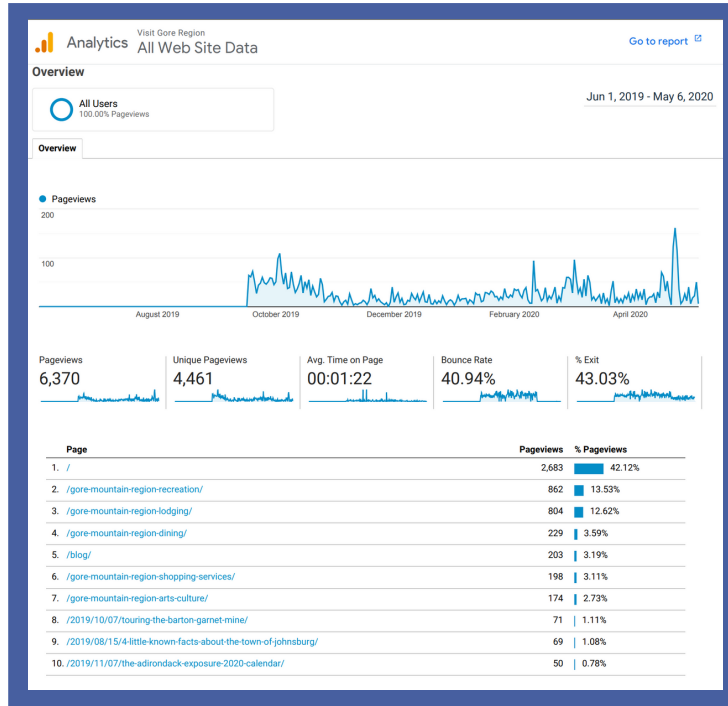 Analytics
Visit Gore Region
All Web Site Data
Go to report
Overview
All Users
100.00% Pageviews
Jun 1, 2019 - May 6, 2020
Overview
Pageviews
200
100
August 2019 October 2019 December 2019 February 2020 April 2020
Pageviews Unique Pageviews Avg. Time on Page Bounce Rate % Exit
6,370 4,461 00:01:22 40.94% 43.03%
Page Pageviews % Pageviews
1. / 2,683 42.12%
2. /gore-mountain-region-recreation/ 862 13.53%
3. /gore-mountain-region-lodging/ 804 12.62%
4. /gore-mountain-region-dining/ 229 3.59%
5. /blog/ 203 3.19%
6. /gore-mountain-region-shopping-services/ 198 3.11%
7. /gore-mountain-region-arts-culture/ 174 2.73%
8. /2019/10/07/touring-the-barton-garnet-mine/ 71 1.11%
9. /2019/08/15/4-little-known-facts-about-the-town-of-johnsburg/ 69 1.08%
10. /2019/11/07/the-adirondack-exposure-2020-calendar/ 50 0.78%